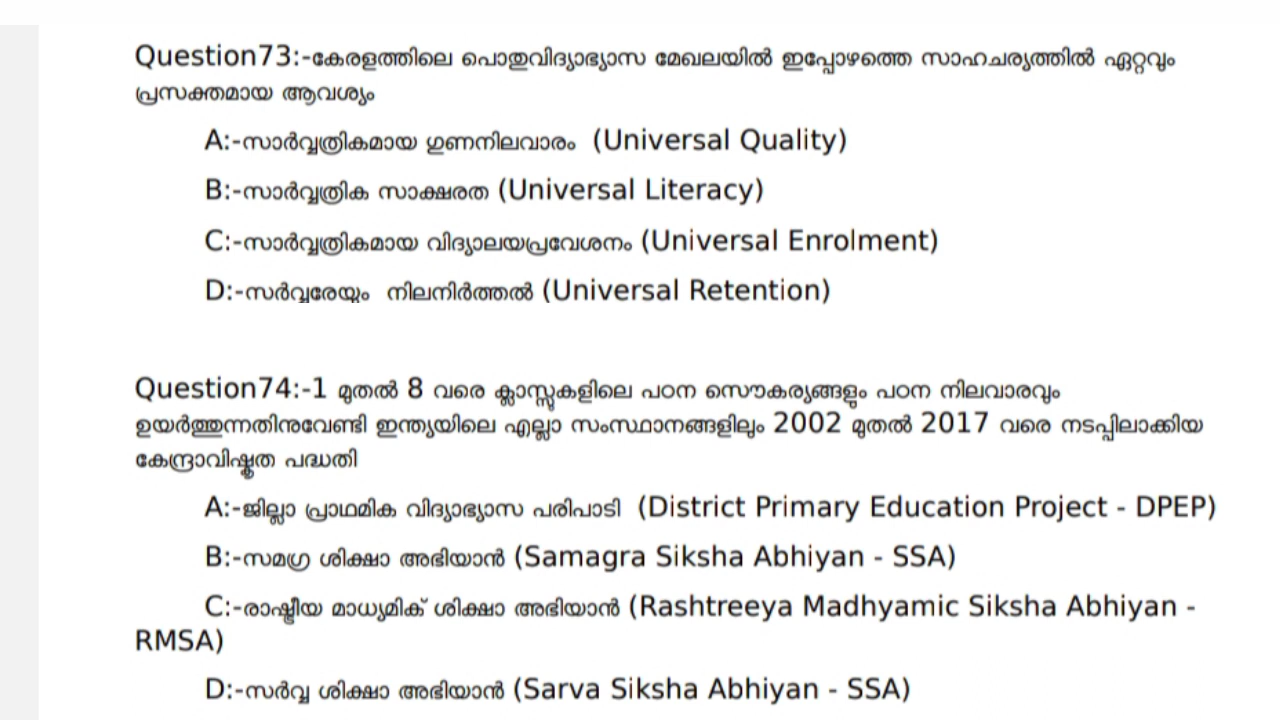 Question73:-കേരളത്തിലെ പൊതുവിദ്യാഭ്യാസ മേഖലയിൽ ഇപ്പോഴത്തെ സാഹചര്യത്തിൽ ഏറ്റവും
പ്രസക്തമായ ആവശ്യം
A:-സാർവ്വത്രികമായ ഗുണനിലവാരം (Universal Quality)
B:-സാർവ്വത്രിക സാക്ഷരത (Universal Literacy)
C:-സാർവ്വത്രികമായ വിദ്യാലയപ്രവേശനം (Universal Enrolment)
D:-സർവ്വരേയും നിലനിർത്തൽ (Universal Retention)
Question74:-1 മുതൽ 8 വരെ ക്ലാസ്സുകളിലെ പഠന സൌകര്യങ്ങളും പഠന നിലവാരവും
ഉയർത്തുന്നതിനുവേണ്ടി ഇന്ത്യയിലെ എല്ലാ സംസ്ഥാനങ്ങളിലും 2002 മുതൽ 2017 വരെ നടപ്പിലാക്കിയ
കേന്ദ്രാവിഷ്കൃത പദ്ധതി
A:-ജില്ലാ പ്രാഥമിക വിദ്യാഭ്യാസ പരിപാടി (District Primary Education Project - DPEP)
B:-സമഗ്ര ശിക്ഷാ അഭിയാൻ (Samagra Siksha Abhiyan - SSA)
C:-രാഷ്ട്രീയ മാധ്യമിക് ശിക്ഷാ അഭിയാൻ (Rashtreeya Madhyamic Siksha Abhiyan -
RMSA)
D:-സർവ്വ ശിക്ഷാ അഭിയാൻ (Sarva Siksha Abhiyan - SSA)